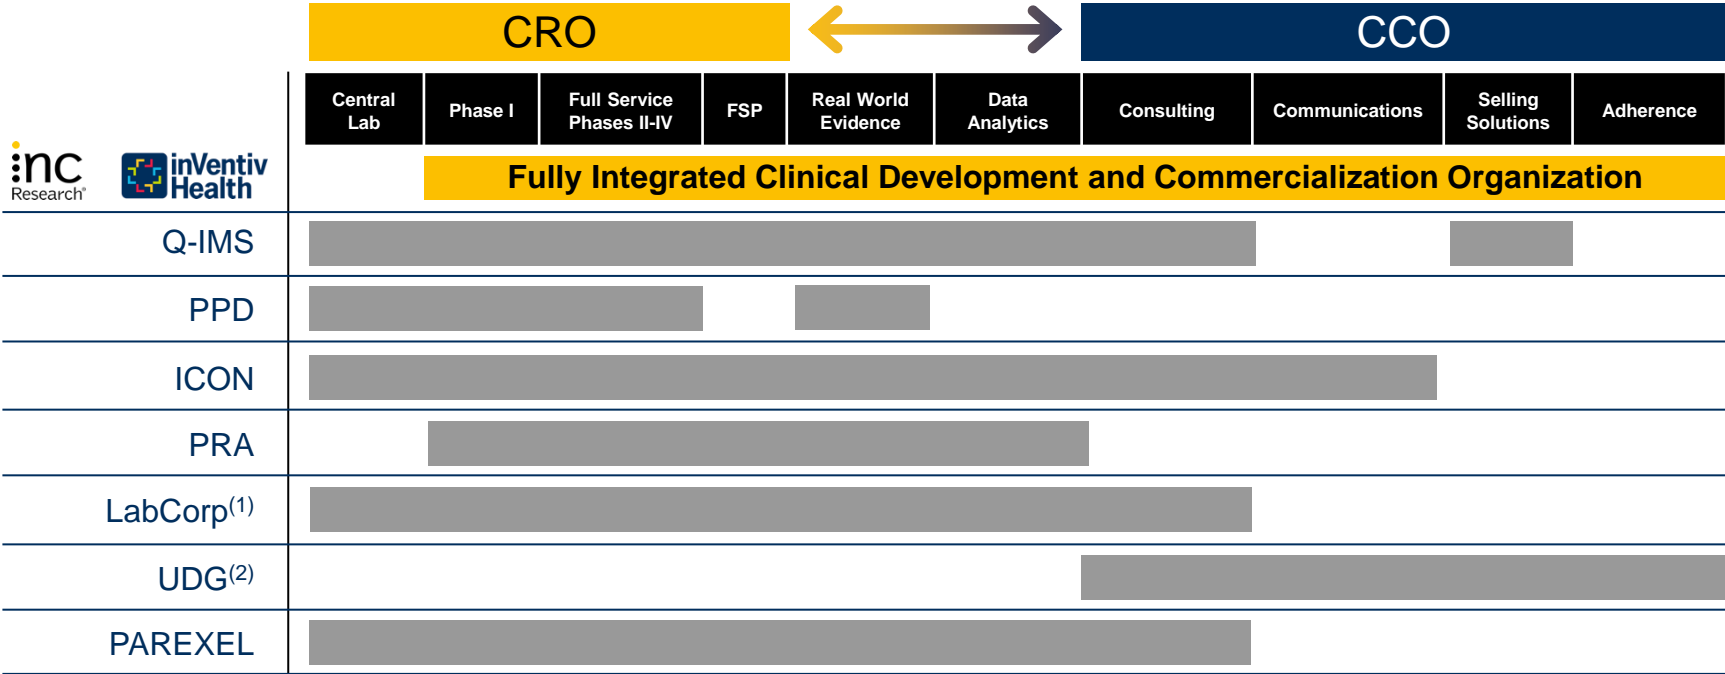 CRO
CCO
Central Lab
Phase I
Full Service Phases II-IV
FSP
Real World Evidence
Data Analytics
Consulting
Communications
Selling Solutions
Adherence
inc Research®
inVentiv Health
Fully Integrated Clinical Development and Commercialization Organization
Q-IMS
PPD
ICON
PRA
LabCorp(1)
UDG(2)
PAREXEL